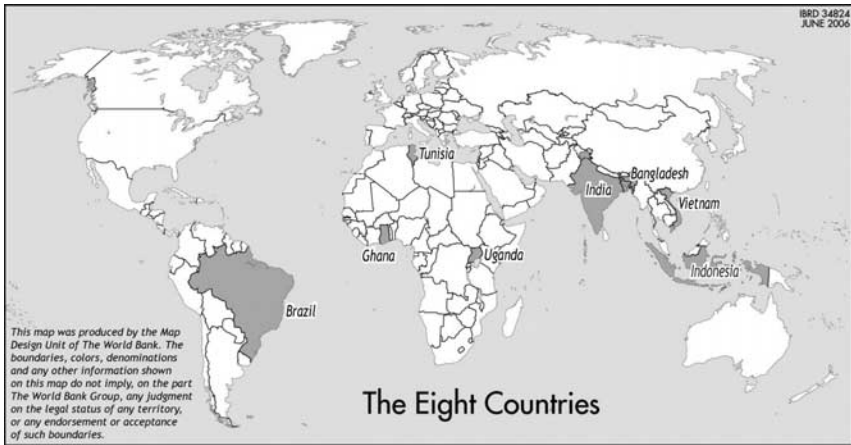 IBRD 34824
JUNE 2006
Tunisia
Bangladesh
India
Vietnam
Ghana
Uganda
Indonesia
Brazil
This map was produced by the Map
Design Unit of The World Bank. The
boundaries, colors, denominations
and any other information shown
on this map do not imply, on the part
The World Bank Group, any judgment
on the legal status of any territory,
or any endorsement or acceptance
of such boundaries.
The Eight Countries